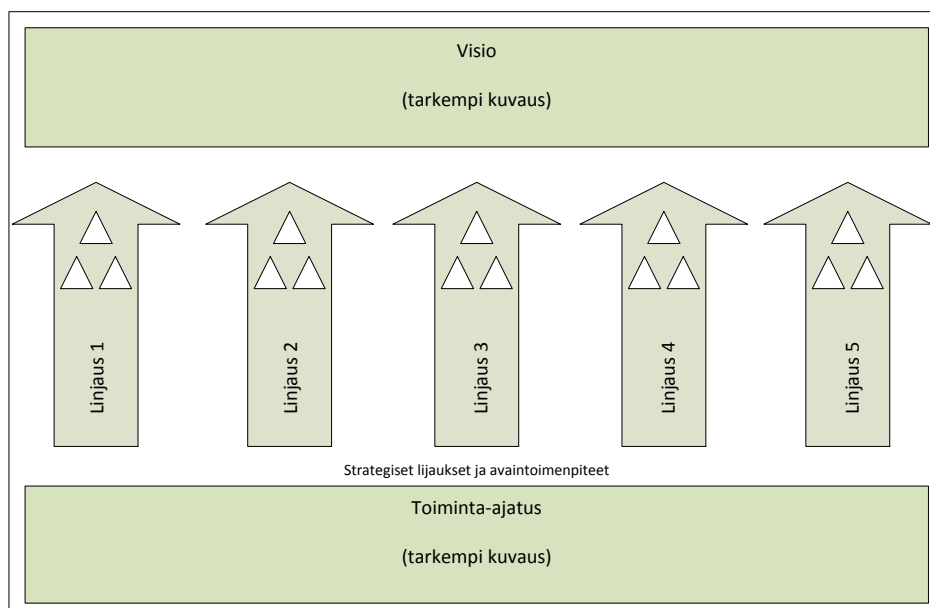 Visio
(tarkempi kuvaus)
Linjaus 1
Linjaus 2
Linjaus 3
Linjaus 4
Linjaus 5
Strategiset lijaukset ja avaintoimenpiteet
Toiminta-ajatus
(tarkempi kuvaus)